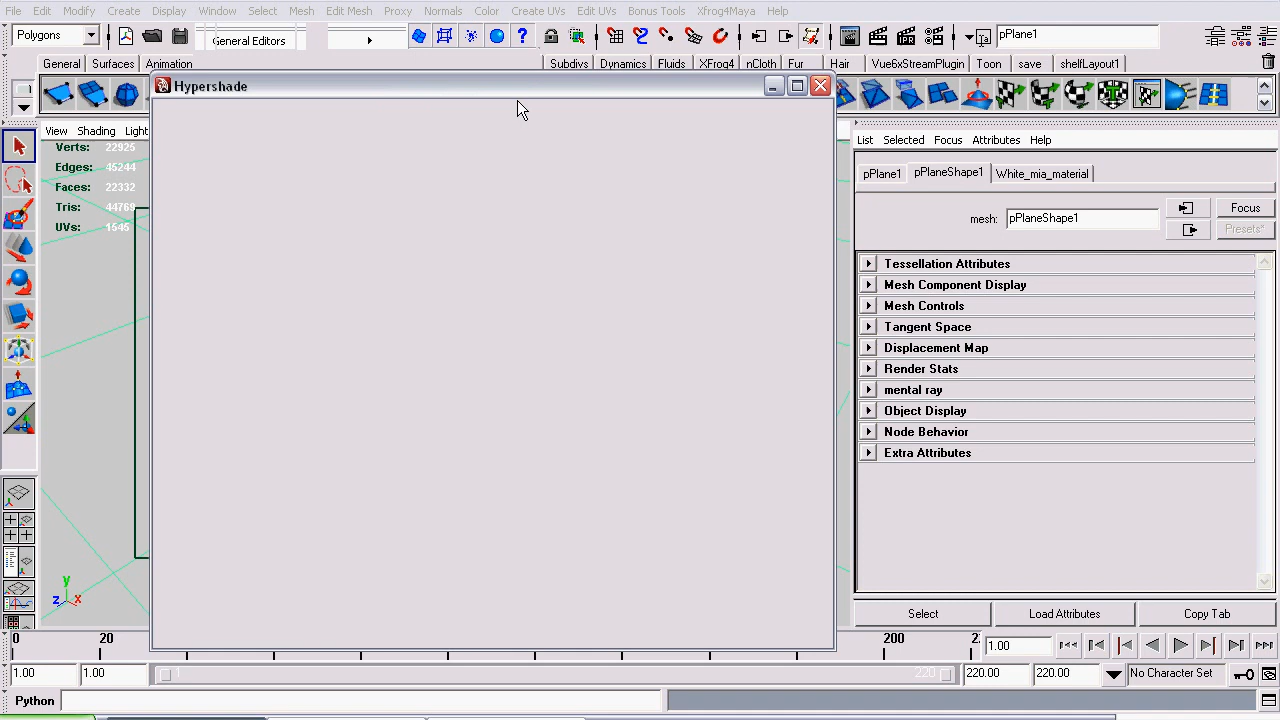 File Edit Modify Create Display Window Select Mesh Edit Mesh Proxy Normals Color Create UVs Edit UVs Bonus Tools Xfrog4Maya Help
Polygons General Editors pPlane1
General Surfaces Polygons Animation Subdivs Dynamics Fluids XFrog4 nCloth Fur Hair Vue6xStreamPlugin Toon save shelfLayout1
Hypershade
View Shading Light
Verts: 22925
Edges: 45244
Faces: 22332
Tris: 44769
UVs: 1545
y
z x
List Selected Focus Attributes Help
pPlane1 pPlaneShape1 White_mia_material
mesh: pPlaneShape1 Focus
Presets*
Tessellation Attributes
Mesh Component Display
Mesh Controls
Tangent Space
Displacement Map
Render Stats
mental ray
Object Display
Node Behavior
Extra Attributes
Select Load Attributes Copy Tab
0 20 200 2 1.00
1.00 1.00 1 220 220.00 220.00 No Character Set
Python